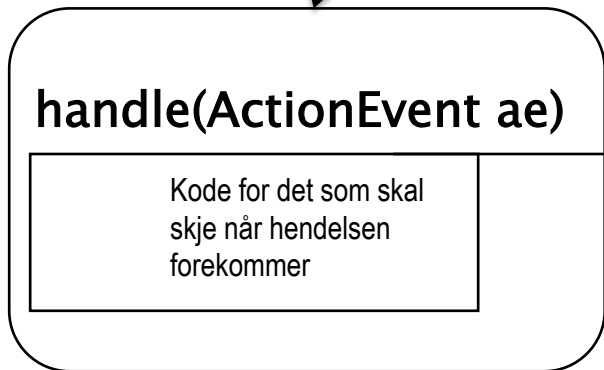 handle(ActionEvent ae)
Kode for det som skal
skje når hendelsen
forekommer